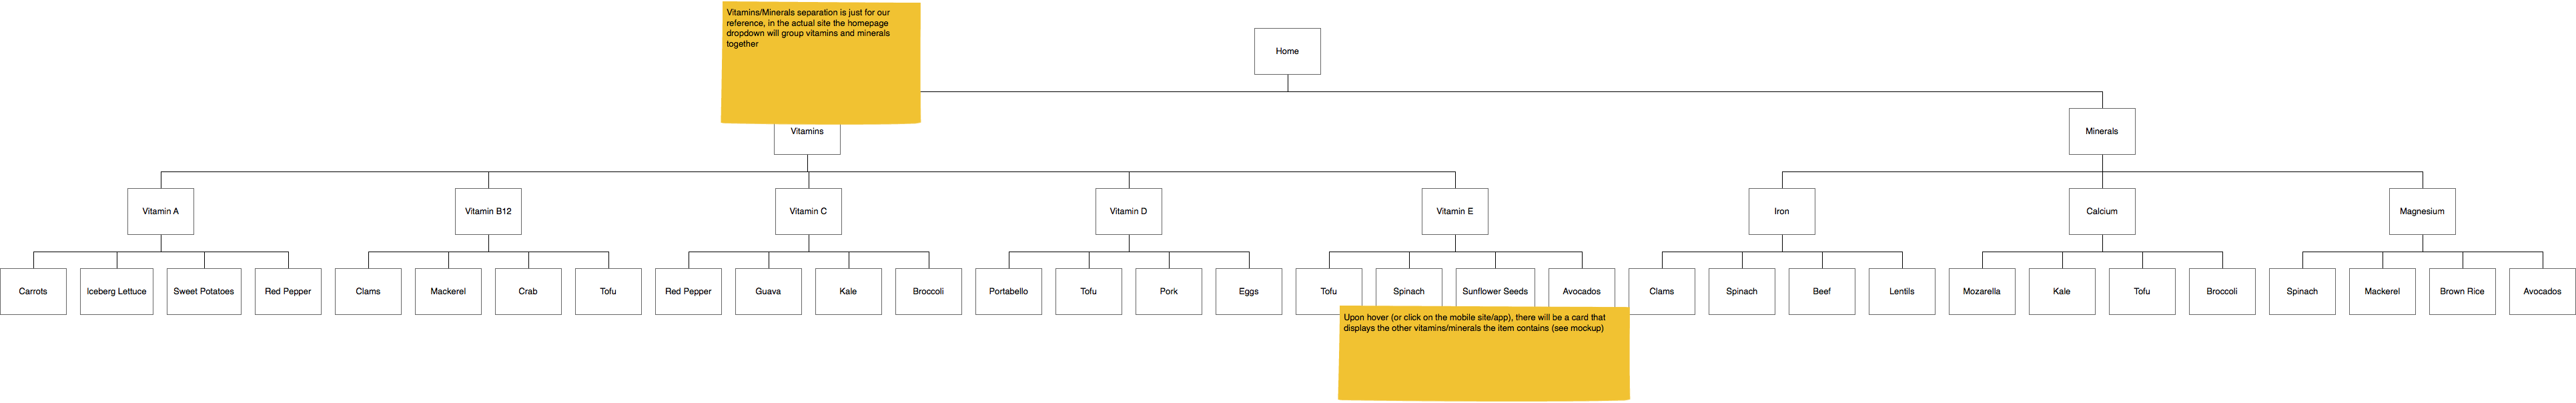 Vitamins/Minerals separation is just for our
reference, in the actual site the homepage
dropdown will group vitamins and minerals
together
Home
Vitamins
Minerals
Vitamin A
Vitamin B12
Vitamin C
Vitamin D
Vitamin E
Iron
Calcium
Magnesium
Carrots
Iceberg Lettuce
Sweet Potatoes
Red Pepper
Clams
Mackerel
Crab
Tofu
Red Pepper
Guava
Kale
Broccoli
Portabello
Tofu
Pork
Eggs
Tofu
Spinach
Sunflower Seeds
Avocados
Clams
Spinach
Beef
Lentils
Mozarella
Kale
Tofu
Broccoli
Spinach
Mackerel
Brown Rice
Avocados
Upon hover (or click on the mobile site/app), there will be a card that
displays the other vitamins/minerals the item contains (see mockup)